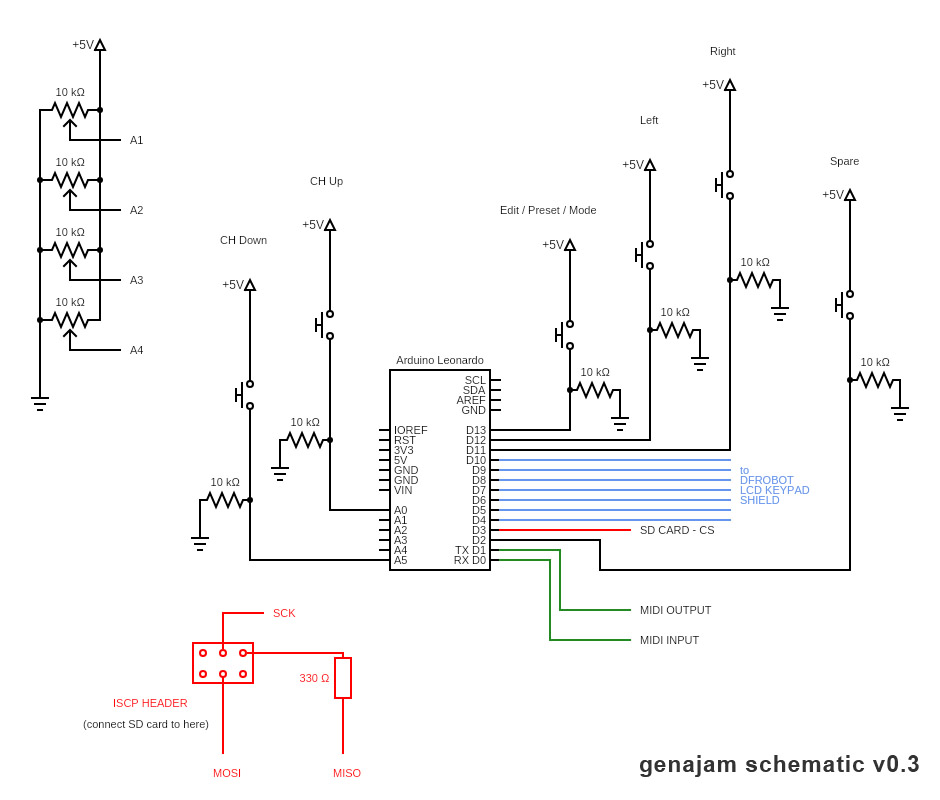 Right
+5V
+5V
10 kΩ
A1
10 kΩ
A2
10 kΩ
A3
10 kΩ
A4
CH Down
+5V
10 kΩ
CH Up
+5V
10 kΩ
Edit / Preset / Mode
+5V
10 kΩ
Left
+5V
10 kΩ
10 kΩ
Spare
+5V
10 kΩ
Arduino Leonardo
SCL
SDA
AREF
GND
IOREF D13
RST D12
3V3 D11
5V D10
GND D9
GND D8
VIN D7
D6
A0 D5
A1 D4
A2 D3
A3 D2
A4 TX D1
A5 RX D0
to
DFROBOT
LCD KEYPAD
SHIELD
SD CARD - CS
MIDI OUTPUT
MIDI INPUT
SCK
330 Ω
ISCP HEADER
(connect SD card to here)
MOSI
MISO
genajam schematic v0.3